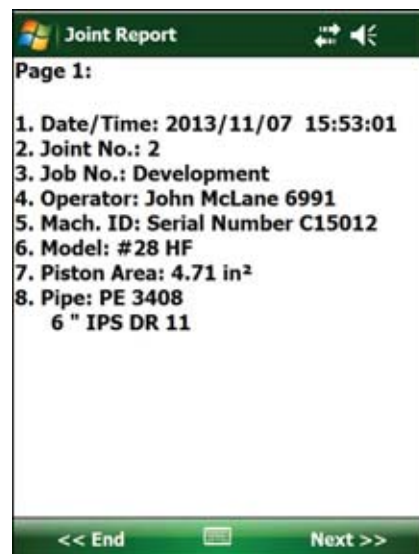 Joint Report
Page 1:
1. Date/Time: 2013/11/07 15:53:01
2. Joint No.: 2
3. Job No.: Development
4. Operator: John McLane 6991
5. Mach. ID: Serial Number C15012
6. Model: #28 HF
7. Piston Area: 4.71 in²
8. Pipe: PE 3408
6 " IPS DR 11
<< End Next >>